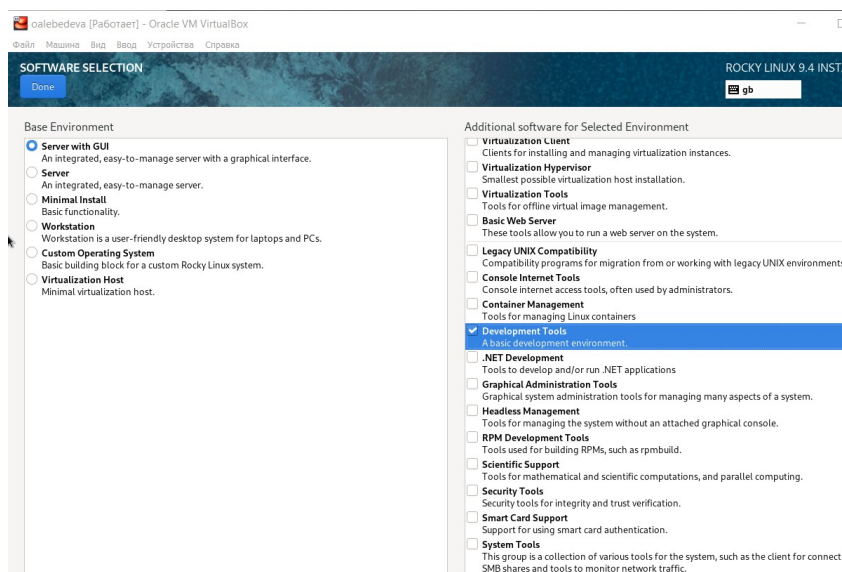 oalebedeva [Работает] - Oracle VM VirtualBox
Файл Машина Вид Ввод Устройства Справка
SOFTWARE SELECTION
ROCKY LINUX 9.4 INST
Done
gb
Base Environment
Server with GUI
An integrated, easy-to-manage server with a graphical interface.
Server
An integrated, easy-to-manage server.
Minimal Install
Basic functionality.
Workstation
Workstation is a user-friendly desktop system for laptops and PCs.
Custom Operating System
Basic building block for a custom Rocky Linux system.
Virtualization Host
Minimal virtualization host.
Additional software for Selected Environment
Virtualization Client
Clients for installing and managing virtualization instances.
Virtualization Hypervisor
Smallest possible virtualization host installation.
Virtualization Tools
Tools for offline virtual image management.
Basic Web Server
These tools allow you to run a web server on the system.
Legacy UNIX Compatibility
Compatibility programs for migration from or working with legacy UNIX environments
Console Internet Tools
Console internet access tools, often used by administrators.
Container Management
Tools for managing Linux containers
Development Tools
A basic development environment.
.NET Development
Tools to develop and/or run .NET applications
Graphical Administration Tools
Graphical system administration tools for managing many aspects of a system.
Headless Management
Tools for managing the system without an attached graphical console.
RPM Development Tools
Tools used for building RPMs, such as rpmbuild.
Scientific Support
Tools for mathematical and scientific computations, and parallel computing.
Security Tools
Security tools for integrity and trust verification.
Smart Card Support
Support for using smart card authentication.
System Tools
This group is a collection of various tools for the system, such as the client for connect
SMB shares and tools to monitor network traffic.